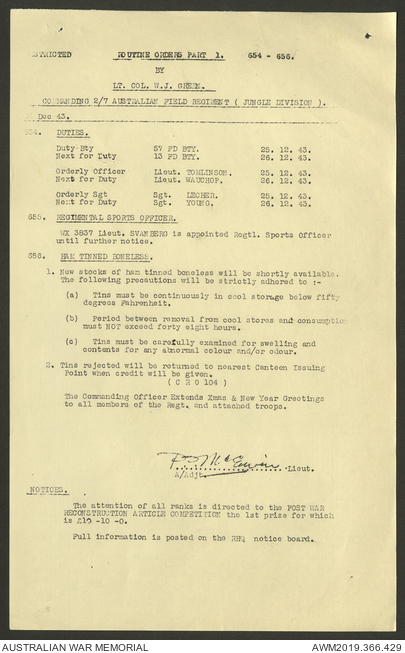 STRICTED ROUTINE ORDERS PART 1. 654 - 656.
BY
LT. COL. W.J. GREEN.
COMMANDING 2/7 AUSTRALIAN FIELD REGIMENT ( JUNGLE DIVISION ).
Dec 43.
654. DUTIES.
Duty Bty 57 FD BTY. 25. 12. 43.
Next for Duty 13 FD BTY. 26. 12. 43.
Orderly Officer Lieut. TOMLINSON. 25. 12. 43.
Next for Duty Lieut. WAUCHOP. 26. 12. 43.
Orderly Sgt Sgt. LECHER. 25. 12. 43.
Next for Duty Sgt. YOUNG. 26. 12. 43.
655. REGIMENTAL SPORTS OFFICER.
WX 3837 Lieut. SVAMBERG is appointed Regtl. Sports Officer
until further notice.
656. HAM TINNED BONELESS.
1. New stocks of ham tinned boneless will be shortly available.
The following precautions will be strictly adhered to :-
(a) Tins must be continuously in cool storage below fifty
degrees Fahrenheit.
(b) Period between removal from cool stores and consumption
must NOT exceed forty eight hours.
(c) Tins must be carefully examined for swelling and
contents for any abnormal colour and/or odour.
2. Tins rejected will be returned to nearest Canteen Issuing
Point when credit will be given.
( C R O 104 )
The Commanding Officer Extends Xmas & New Year Greetings
to all members of the Regt. and attached troops.
McEwin Lieut.
A/Adjt.
NOTICES.
The attention of all ranks is directed to the POST WAR
RECONSTRUCTION ARTICLE COMPETITION the 1st prize for which
is £10 -10 -0.
Full information is posted on the RHQ notice board.
AUSTRALIAN WAR MEMORIAL AWM2019.366.429